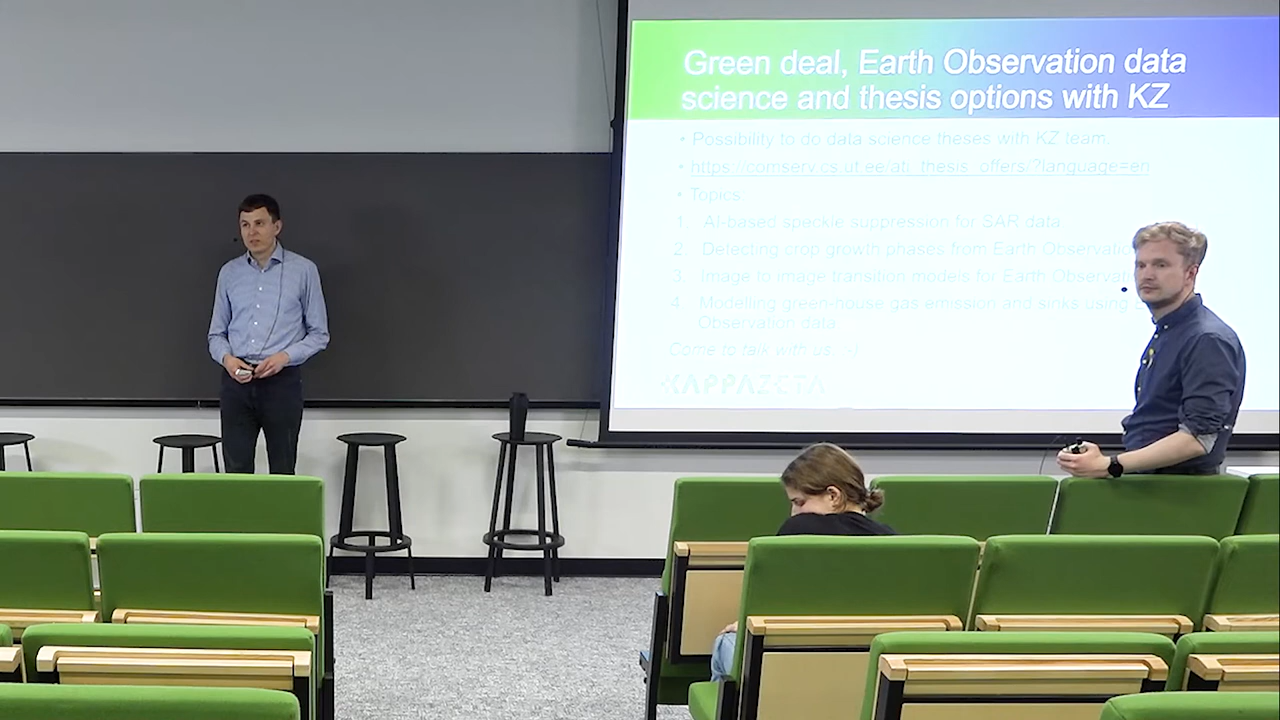 Green deal, Earth Observation data
science and thesis options with KZ
• Possibility to do data science theses with KZ team.
• https://comserv.cs.ut.ee/ati_thesis_offers/?language=en
• Topics:
1. AI-based speckle suppression for SAR data.
2. Detecting crop growth phases from Earth Observatio
3. Image to image transition models for Earth Observati
4. Modelling green-house gas emission and sinks using
Observation data
Come to talk with us :-)
KAPPAZETA